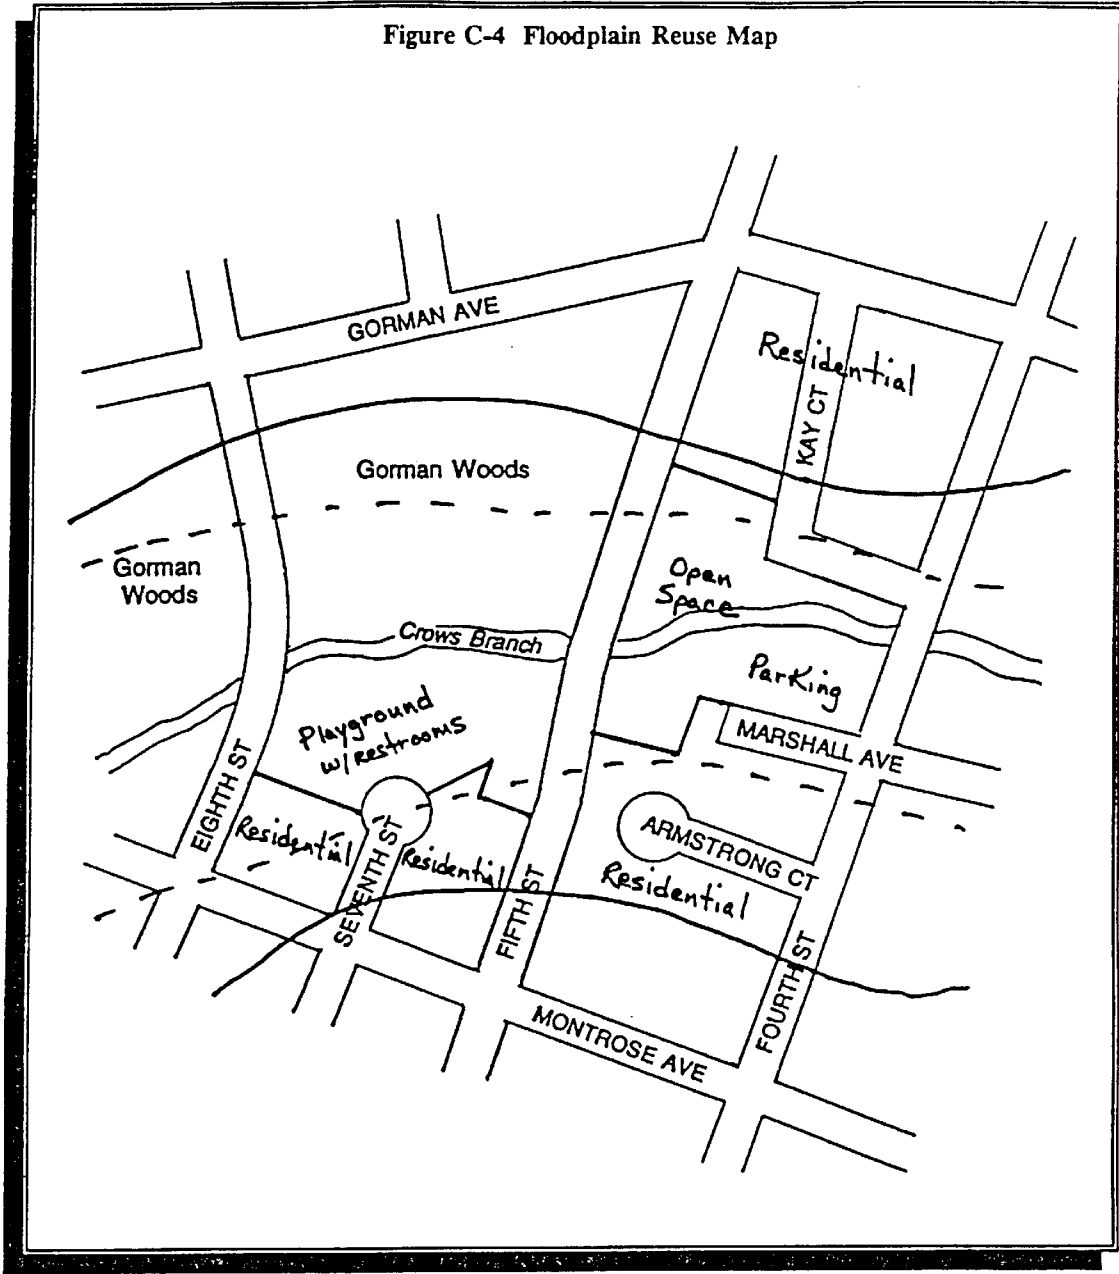 Figure C-4 Floodplain Reuse Map
GORMAN AVE
Residential
KAY CT
Gorman Woods
Gorman
Woods
Open
Space
Crows Branch
Parking
Playground
w/ Restrooms
MARSHALL AVE
EIGHTH ST
Residential
SEVENTH ST
Residential
ARMSTRONG CT
Residential
FIFTH ST
FOURTH ST
MONTROSE AVE